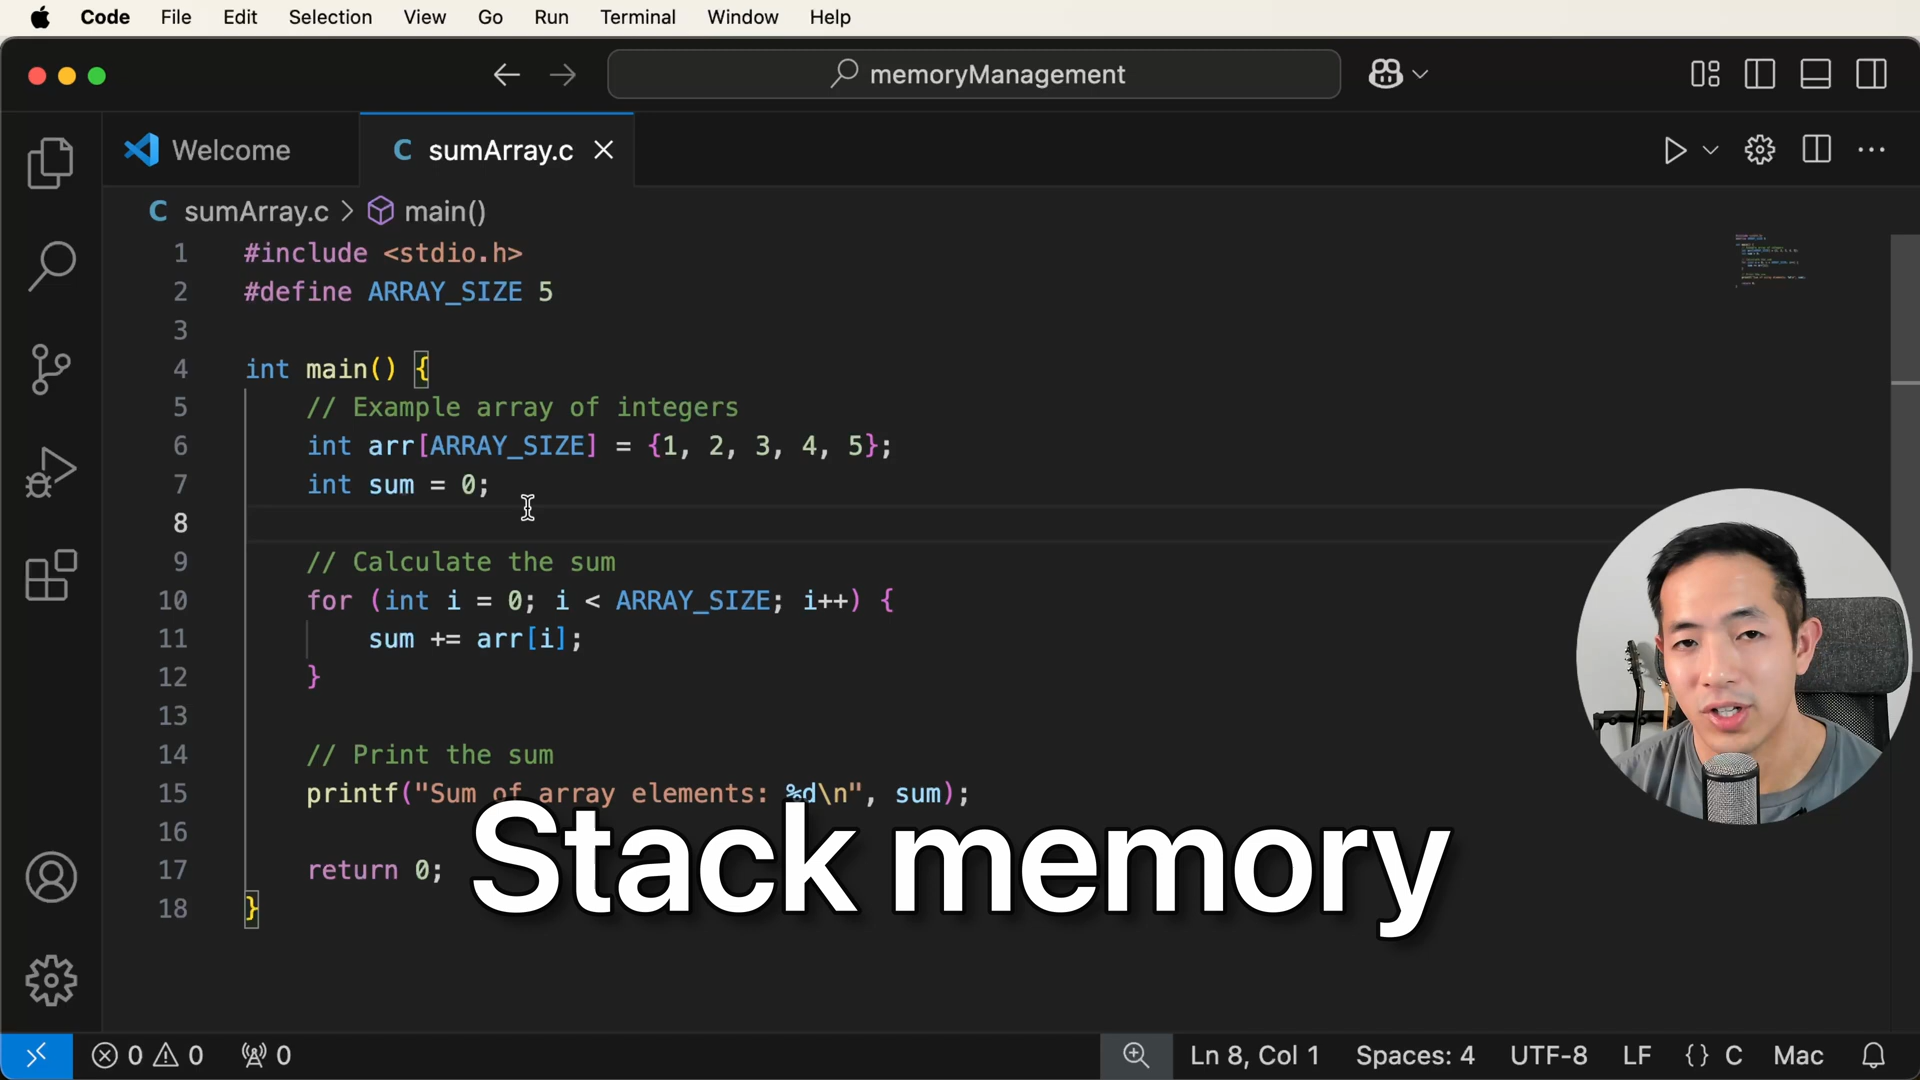 Code File Edit Selection View Go Run Terminal Window Help
memoryManagement
Welcome
C sumArray.c
C sumArray.c > main()
1 #include <stdio.h>
2 #define ARRAY_SIZE 5
3
4 int main() {
5 // Example array of integers
6 int arr[ARRAY_SIZE] = {1, 2, 3, 4, 5};
7 int sum = 0;
8
9 // Calculate the sum
10 for (int i = 0; i < ARRAY_SIZE; i++) {
11 sum += arr[i];
12 }
13
14 // Print the sum
15 printf("Sum of array elements: %d\n", sum);
16
17 return 0;
18 }
Stack memory
0 0 0 Ln 8, Col 1 Spaces: 4 UTF-8 LF {} C Mac